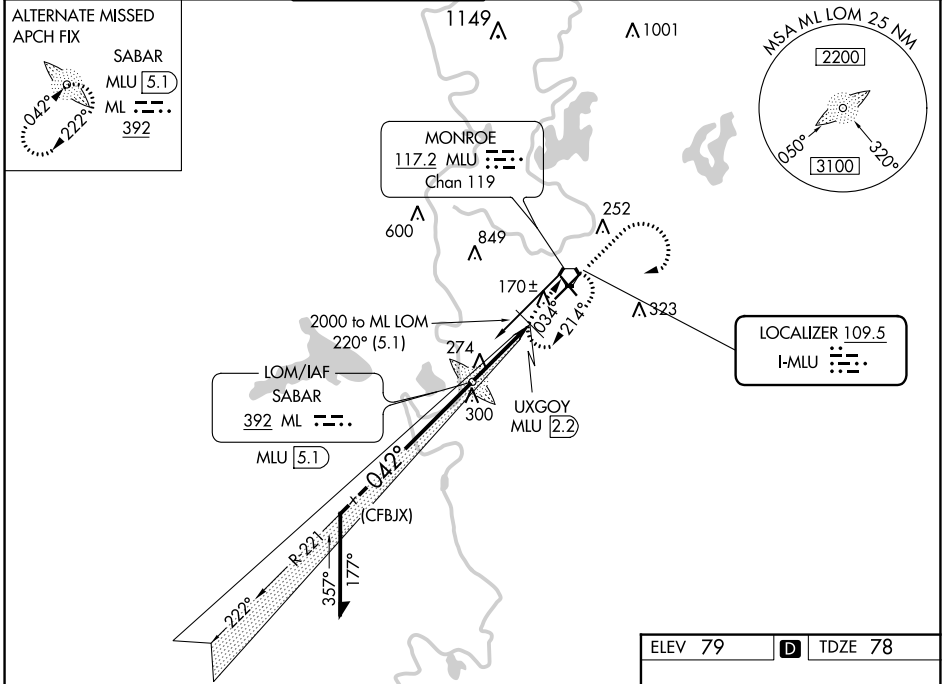 ALTERNATE MISSED
APCH FIX
SABAR
MLU 5.1
ML
392
042°
222°
1149
1001
MSA ML LOM 25 NM
2200
050°
320°
3100
MONROE
117.2 MLU
Chan 119
600
849
252
170±
323
034°
214°
2000 to ML LOM
220° (5.1)
274
LOCALIZER 109.5
I-MLU
LOM/IAF
SABAR
392 ML
MLU 5.1
300
UXGOY
MLU 2.2
042°
(CFBJX)
R-221
222°
357°
177°
ELEV 79 D TDZE 78